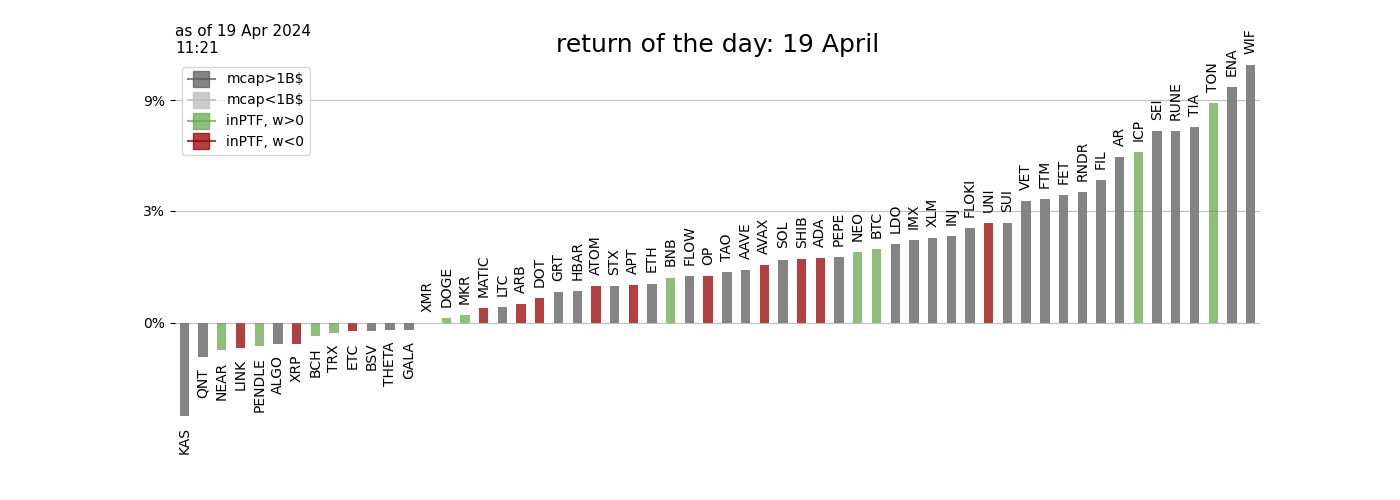 as of 19 Apr 2024
11:21
return of the day: 19 April
mcap>1B$
mcap<1B$
inPTF, w>0
inPTF, w<0
9%
3%
0%
KAS
QNT
NEAR
LINK
PENDLE
ALGO
XRP
BCH
TRX
ETC
BSV
THETA
GALA
XMR
DOGE
MKR
MATIC
LTC
ARB
DOT
GRT
HBAR
ATOM
STX
APT
ETH
BNB
FLOW
OP
TAO
AAVE
AVAX
SOL
SHIB
ADA
PEPE
NEO
BTC
LDO
IMX
XLM
INJ
FLOKI
UNI
SUI
VET
FTM
FET
RNDR
FIL
AR
ICP
SEI
RUNE
TIA
TON
ENA
WIF